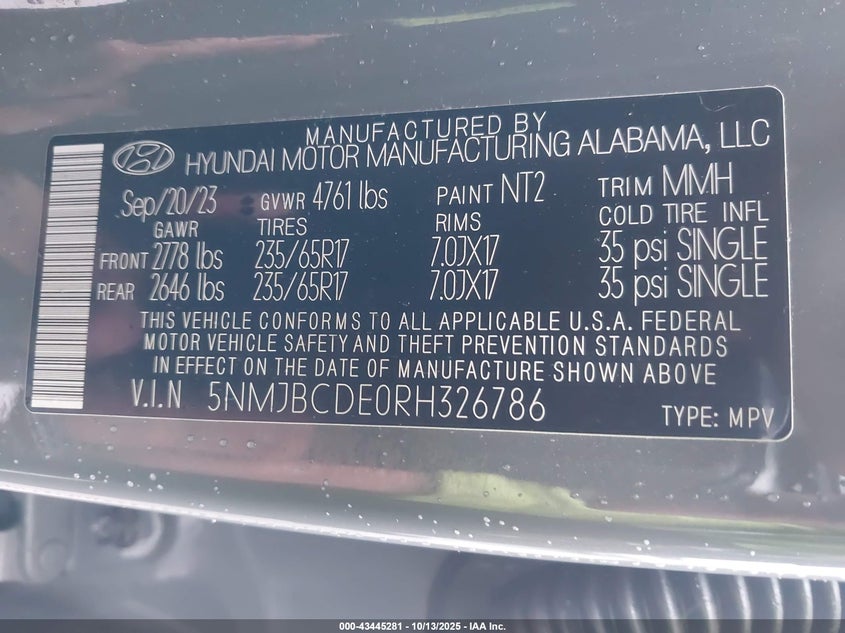 MANUFACTURED BY
HYUNDAI MOTOR MANUFACTURING ALABAMA, LLC
Sep/20/23 GVWR 4761 lbs PAINT NT2 TRIM MMH
GAWR TIRES RIMS COLD TIRE INFL
FRONT 2778 lbs 235/65R17 7.0JX17 35 psi SINGLE
REAR 2646 lbs 235/65R17 7.0JX17 35 psi SINGLE
THIS VEHICLE CONFORMS TO ALL APPLICABLE U.S.A. FEDERAL
MOTOR VEHICLE SAFETY AND THEFT PREVENTION STANDARDS
IN EFFECT ON THE DATE OF MANUFACTURE SHOWN ABOVE
V.I.N 5NMJBCDE0RH326786 TYPE: MPV
000-43445281 - 10/13/2025 - IAA Inc.